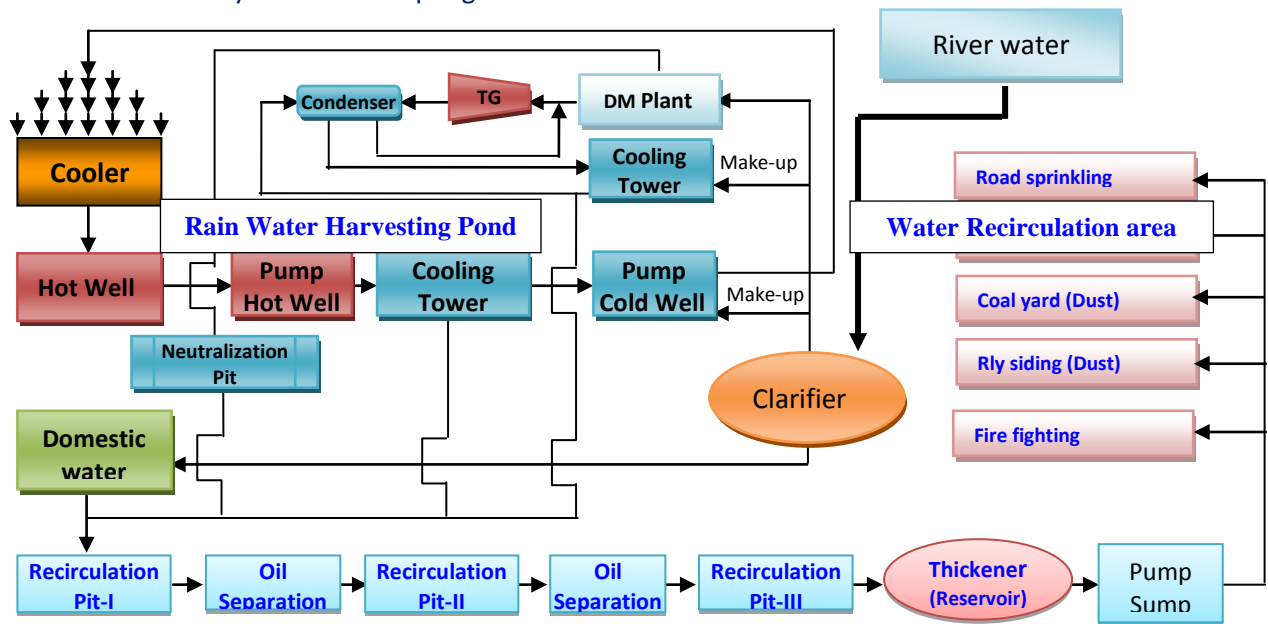 River water
Condenser
TG
DM Plant
Cooler
Cooling
Tower
Make-up
Road sprinkling
Rain Water Harvesting Pond
Water Recirculation area
Hot Well
Pump
Hot Well
Cooling
Tower
Pump
Cold Well
Make-up
Coal yard (Dust)
Neutralization
Pit
Rly siding (Dust)
Clarifier
Domestic
water
Fire fighting
Recirculation
Pit-I
Oil
Separation
Recirculation
Pit-II
Oil
Separation
Recirculation
Pit-III
Thickener
(Reservoir)
Pump
Sump